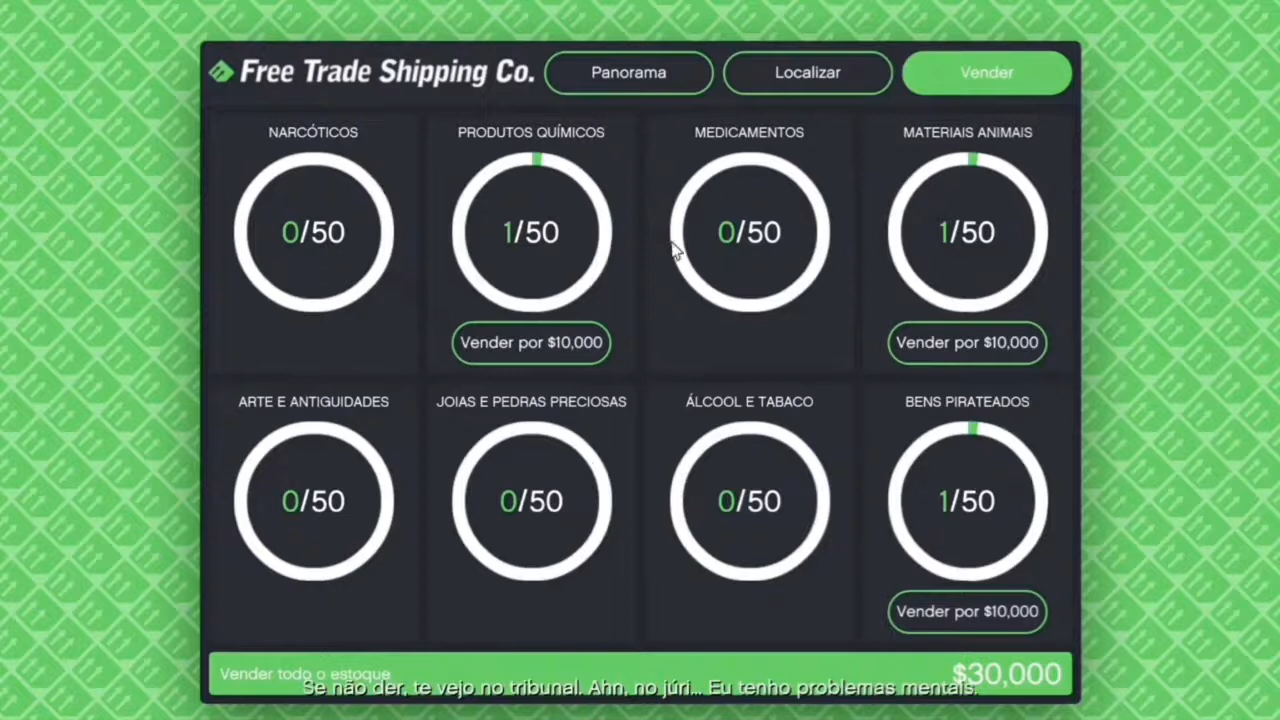 Free Trade Shipping Co.
Panorama
Localizar
Vender
NARCÓTICOS
PRODUTOS QUÍMICOS
MEDICAMENTOS
MATERIAIS ANIMAIS
0/50
1/50
0/50
1/50
Vender por $10,000
Vender por $10,000
ARTE E ANTIGUIDADES
JOIAS E PEDRAS PRECIOSAS
ÁLCOOL E TABACO
BENS PIRATEADOS
0/50
0/50
0/50
1/50
Vender por $10,000
Vender todo o estoque
$30,000
Se não der, te vejo no tribunal. Ahn, no júri... Eu tenho problemas mentais.